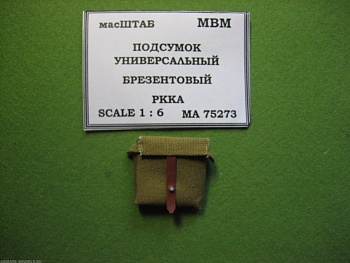 масШТАБ МВМ
ПОДСУМОК
УНИВЕРСАЛЬНЫЙ
БРЕЗЕНТОВЫЙ
РККА
SCALE 1 : 6 МА 75273